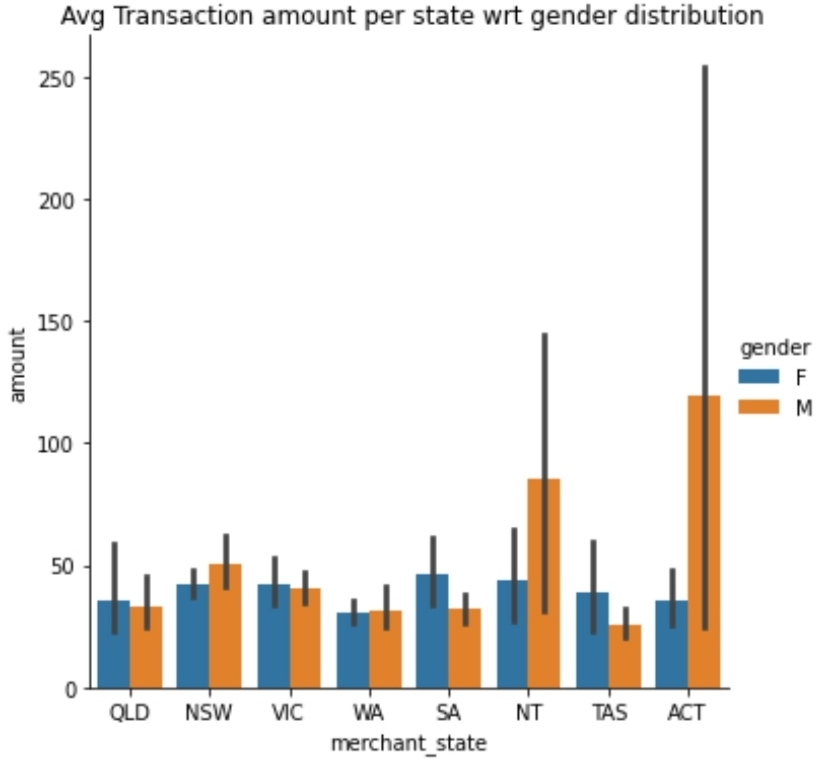 Avg Transaction amount per state wrt gender distribution
250
200
150
100
50
0
amount
QLD NSW VIC WA SA NT TAS ACT
merchant_state
gender
F
M